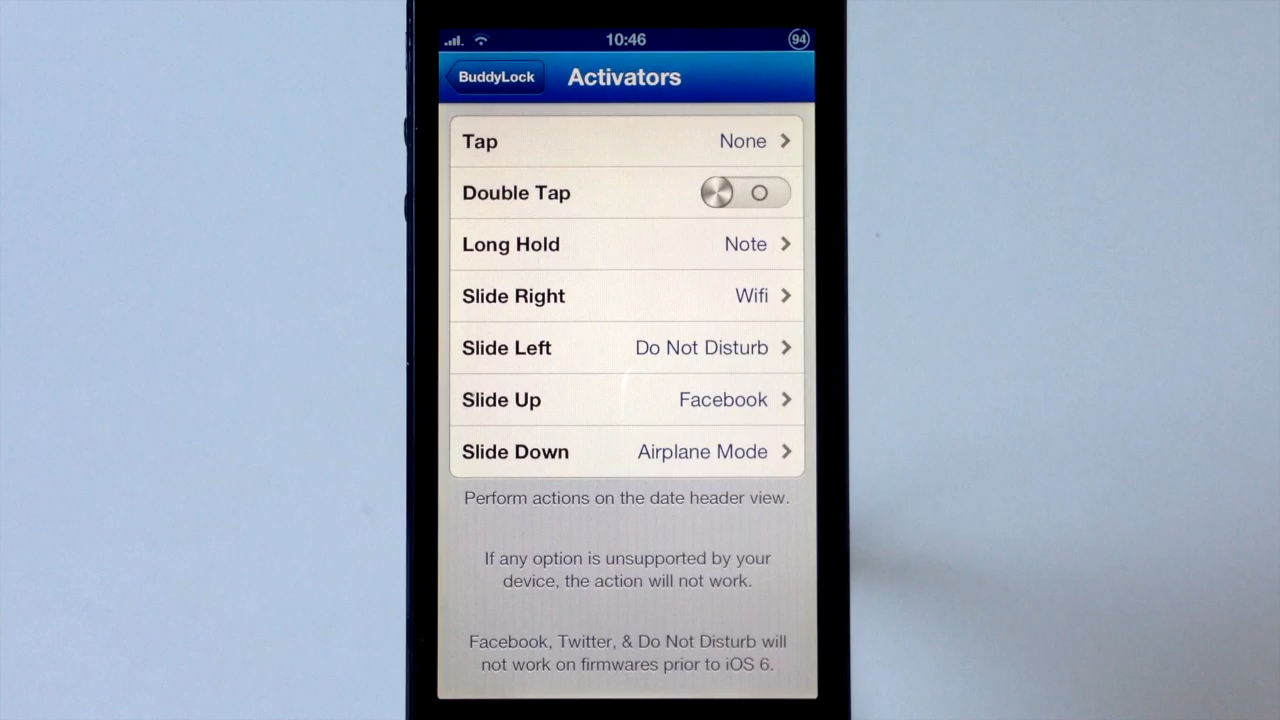 10:46 94
BuddyLock Activators
Tap None
Double Tap
Long Hold Note
Slide Right Wifi
Slide Left Do Not Disturb
Slide Up Facebook
Slide Down Airplane Mode
Perform actions on the date header view.
If any option is unsupported by your
device, the action will not work.
Facebook, Twitter, & Do Not Disturb will
not work on firmwares prior to iOS 6.